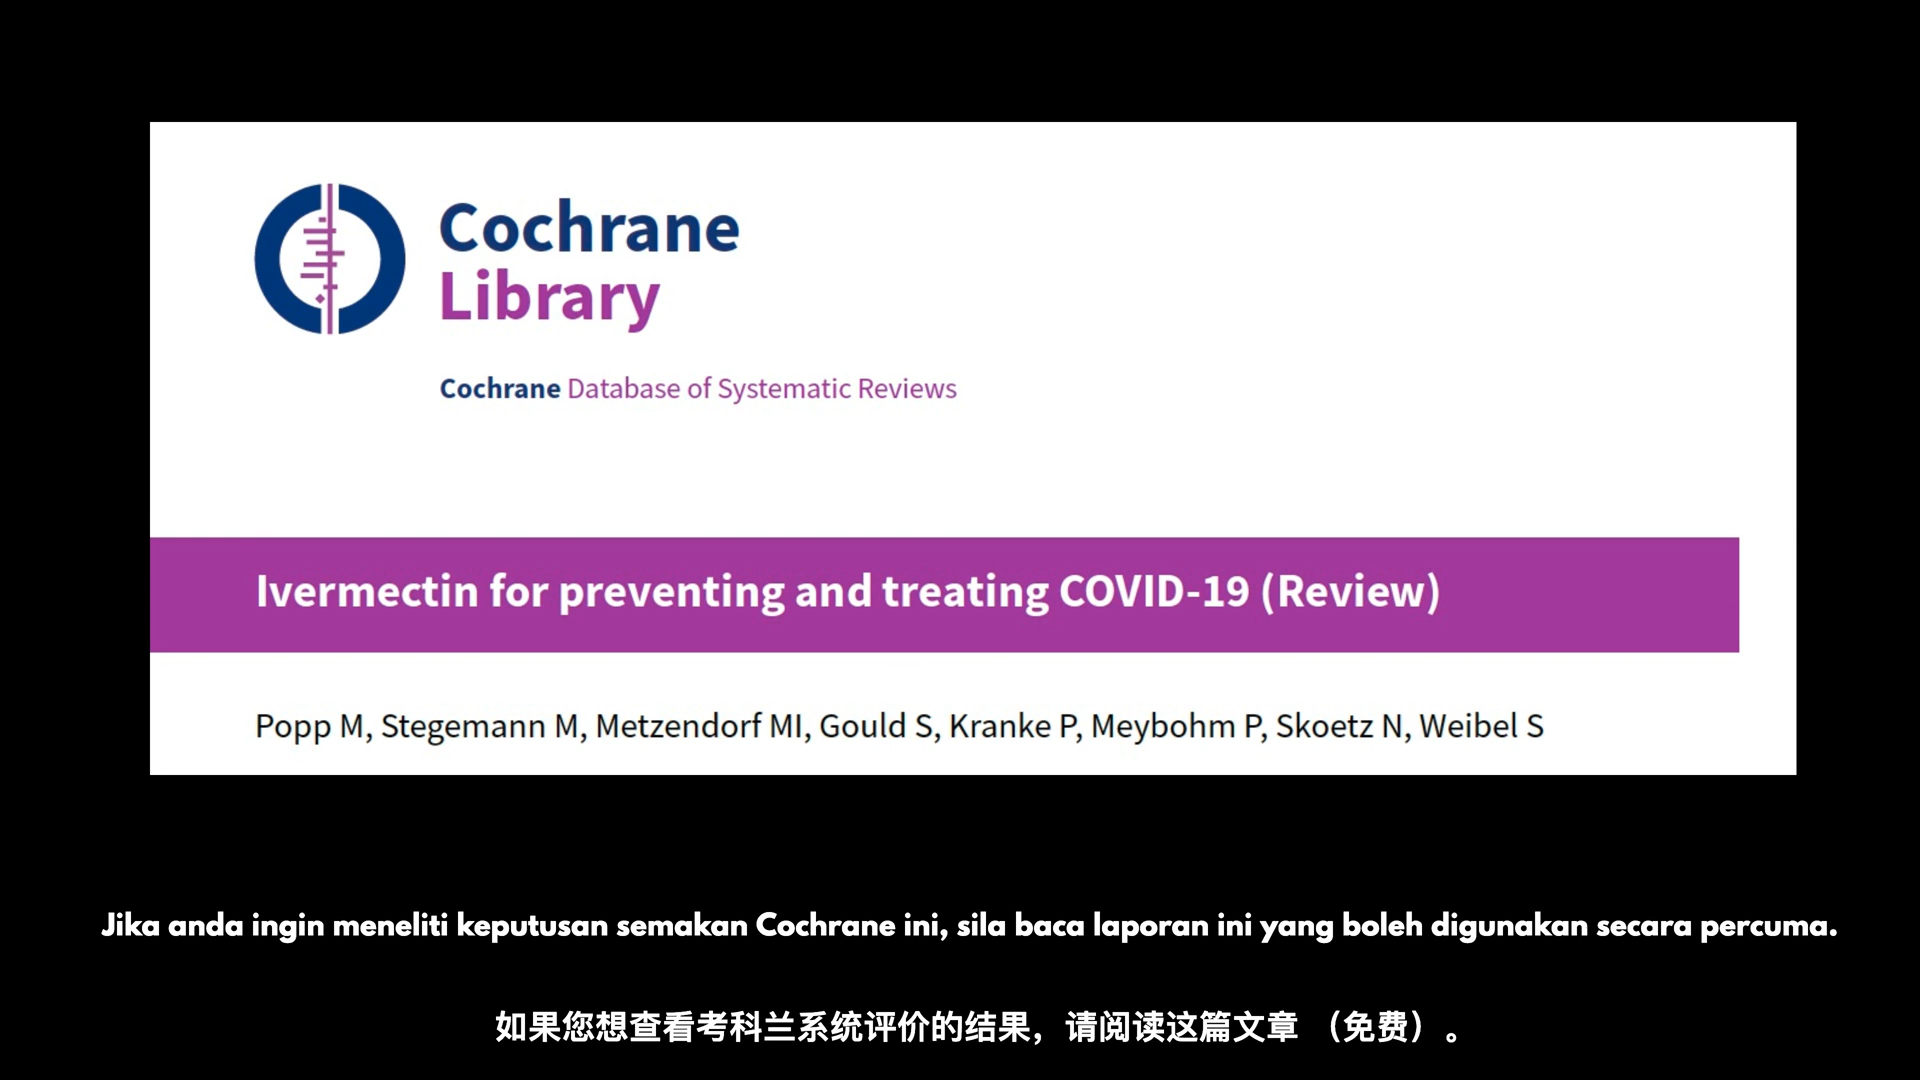 Cochrane
Library
Cochrane Database of Systematic Reviews
Ivermectin for preventing and treating COVID-19 (Review)
Popp M, Stegemann M, Metzendorf MI, Gould S, Kranke P, Meybohm P, Skoetz N, Weibel S
Jika anda ingin meneliti keputusan semakan Cochrane ini, sila baca laporan ini yang boleh digunakan secara percuma.
如果您想查看考科兰系统评价的结果，请阅读这篇文章 （免费）。